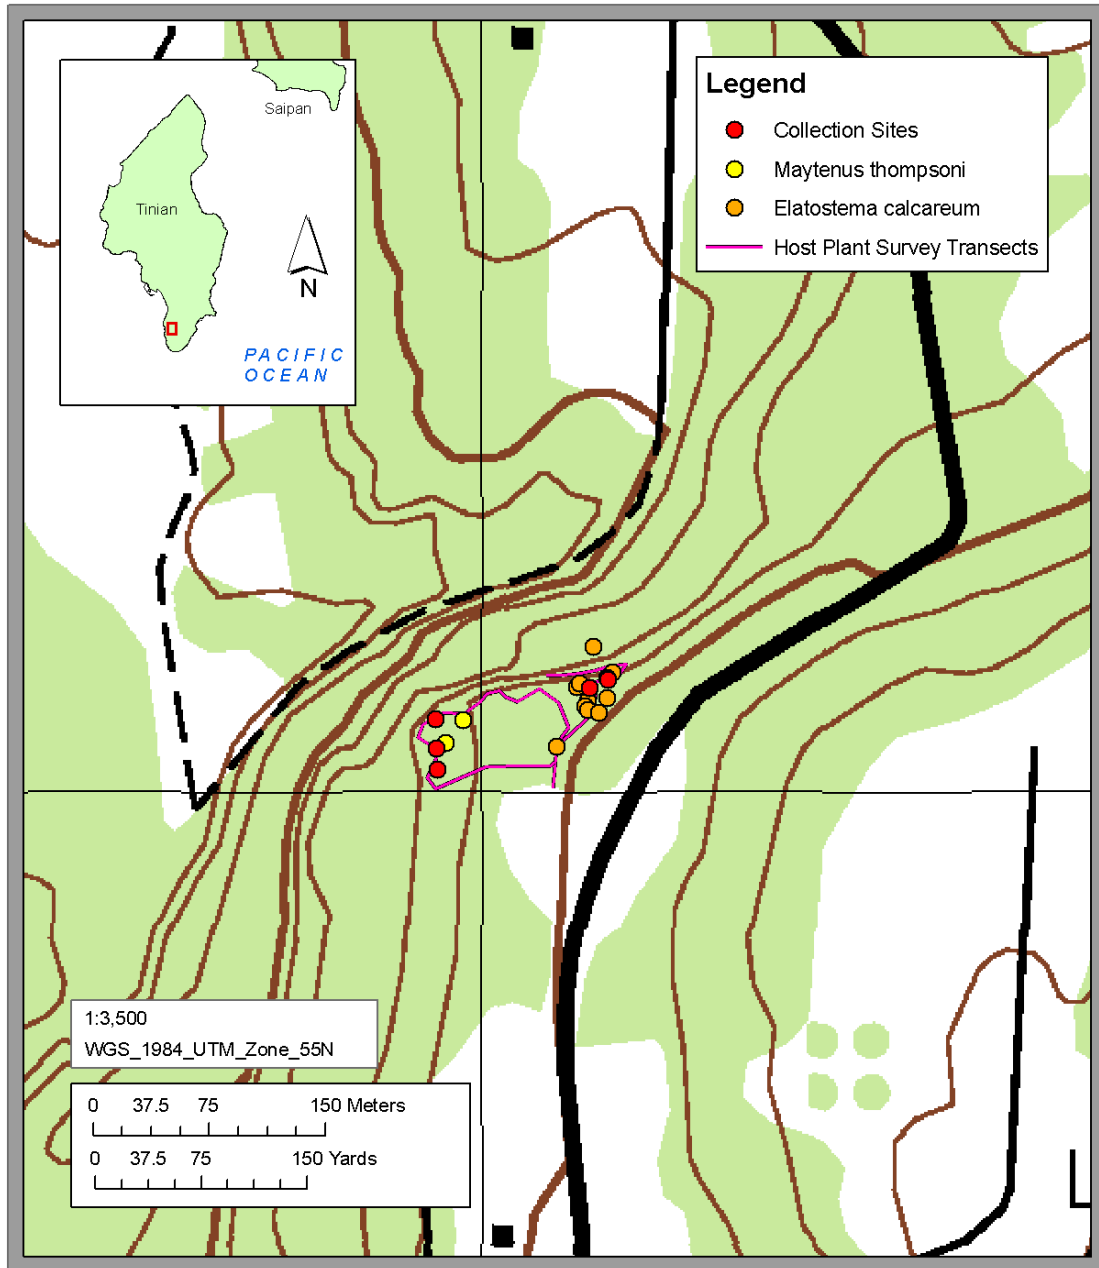 Saipan
Tinian
N
PACIFIC
OCEAN
Legend
Collection Sites
Maytenus thompsoni
Elatostema calcareum
Host Plant Survey Transects
1:3,500
WGS_1984_UTM_Zone_55N
0 37.5 75 150 Meters
0 37.5 75 150 Yards